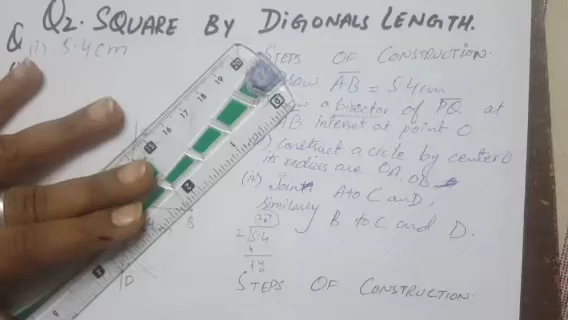 Q2. SQUARE BY DIGONALS LENGTH.
Q (i) 5.4cm
STEPS OF CONSTRUCTION.
AB = 5.4cm
a bisector of PQ at
AB interset at point O
construct a circle by center O
its radius are OA, OB
(iv) Joint A to C and D,
similarly B to C and D.
2.7
2 5.4
4
14
STEPS OF CONSTRUCTION.